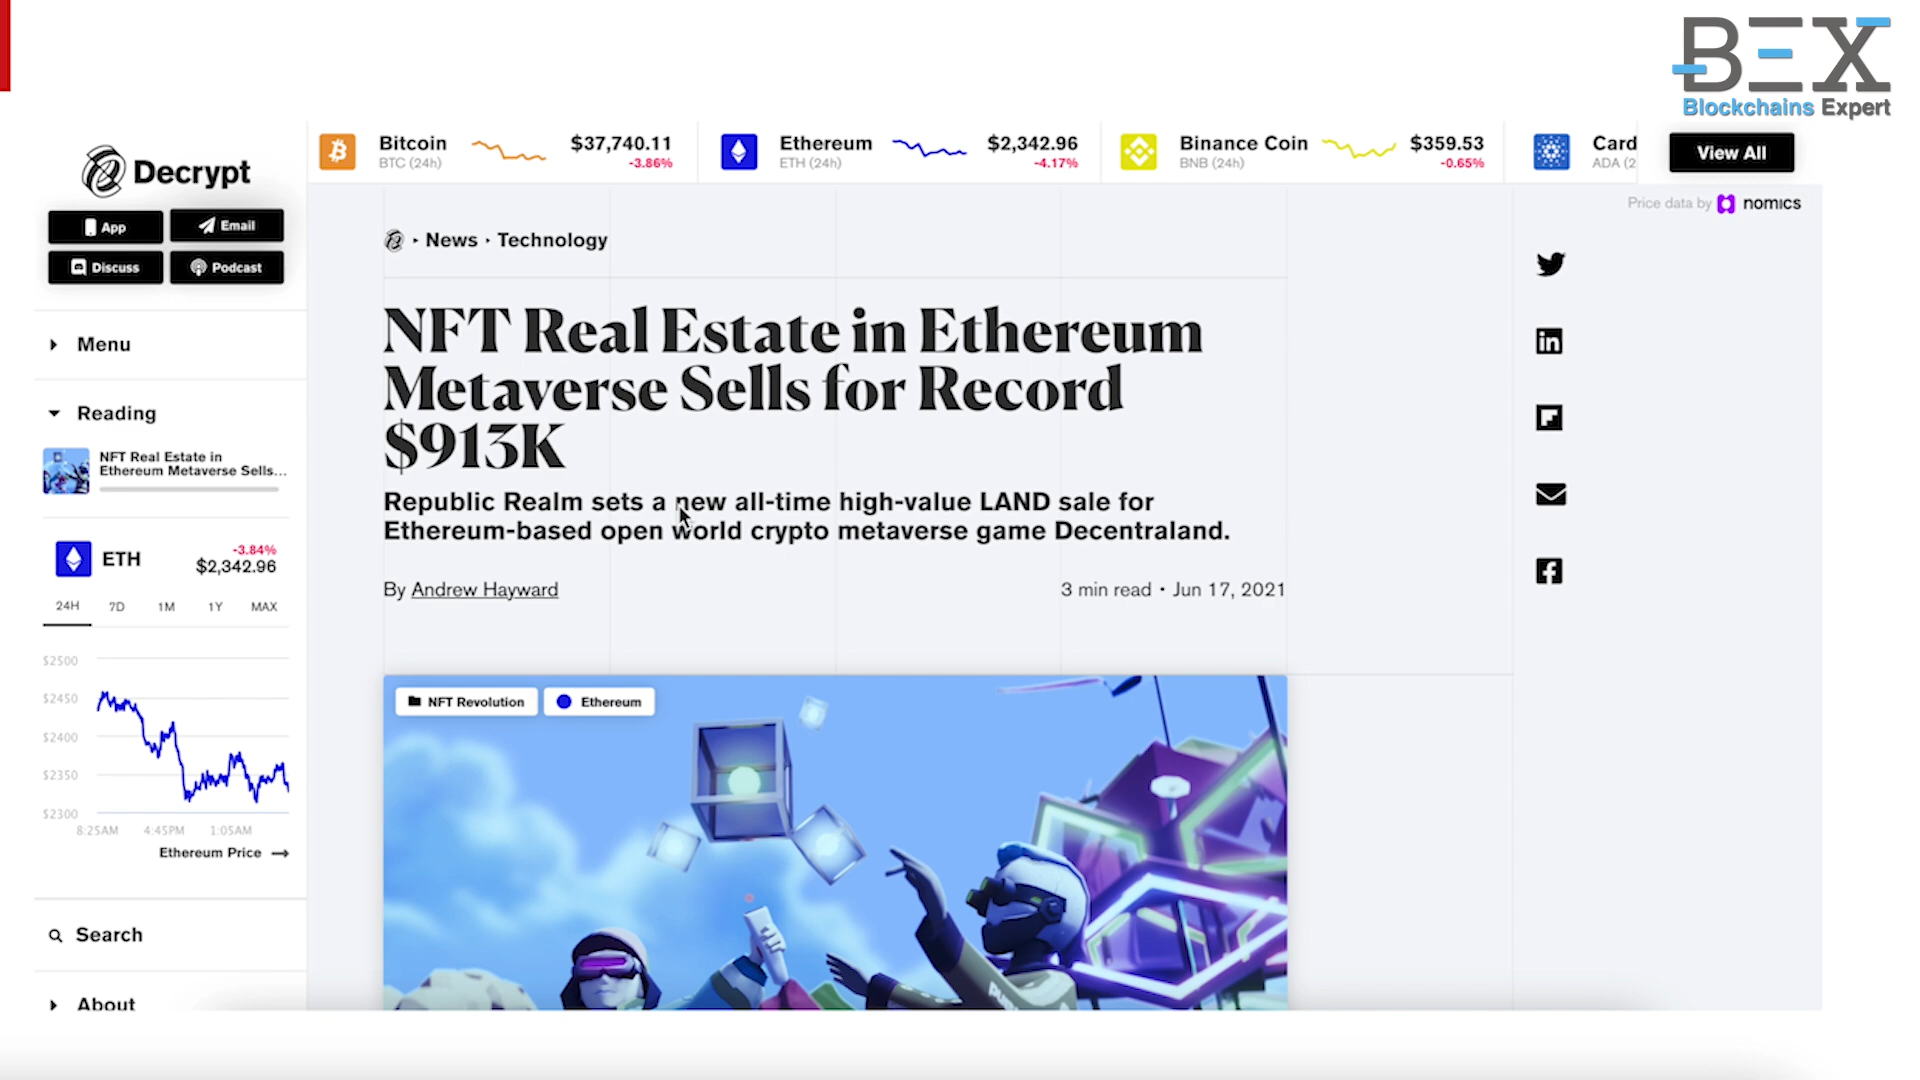 BEX
Blockchains Expert
Decrypt
App
Email
Discuss
Podcast
Menu
Reading
NFT Real Estate in
Ethereum Metaverse Sells...
ETH
-3.84%
$2,342.96
24H 7D 1M 1Y MAX
$2500
$2450
$2400
$2350
$2300
8:25AM 4:45PM 1:05AM
Ethereum Price →
Search
About
Bitcoin $37,740.11
BTC (24h) -3.86%
Ethereum $2,342.96
ETH (24h) -4.17%
Binance Coin $359.53
BNB (24h) -0.65%
Card
ADA (2
View All
Price data by nomics
News · Technology
NFT Real Estate in Ethereum
Metaverse Sells for Record
$913K
Republic Realm sets a new all-time high-value LAND sale for
Ethereum-based open world crypto metaverse game Decentraland.
By Andrew Hayward
3 min read • Jun 17, 2021
NFT Revolution
Ethereum